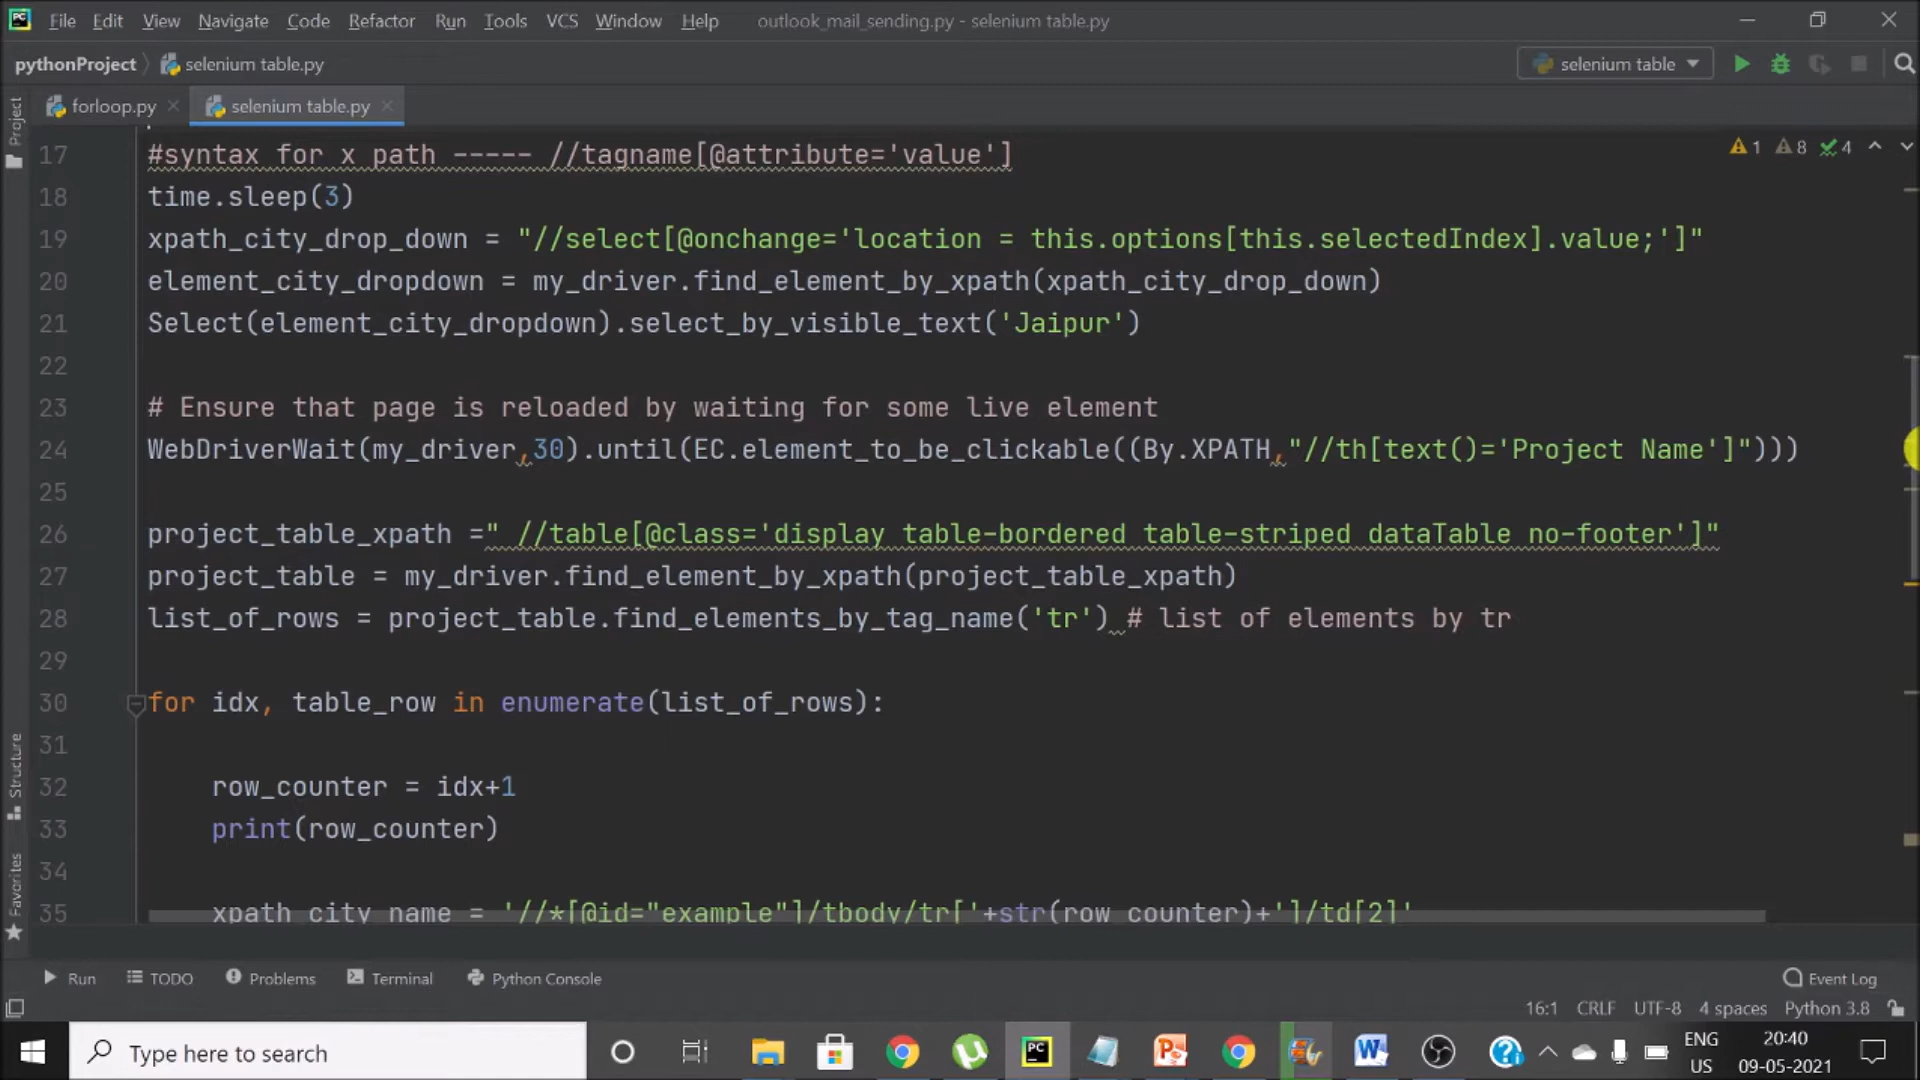 File Edit View Navigate Code Refactor Run Tools VCS Window Help outlook_mail_sending.py - selenium table.py
pythonProject selenium table.py selenium table
forloop.py selenium table.py
Project
1 8 4
17 #syntax for x path ----- //tagname[@attribute='value']
18 time.sleep(3)
19 xpath_city_drop_down = "//select[@onchange='location = this.options[this.selectedIndex].value;']"
20 element_city_dropdown = my_driver.find_element_by_xpath(xpath_city_drop_down)
21 Select(element_city_dropdown).select_by_visible_text('Jaipur')
22
23 # Ensure that page is reloaded by waiting for some live element
24 WebDriverWait(my_driver,30).until(EC.element_to_be_clickable((By.XPATH,"//th[text()='Project Name']")))
25
26 project_table_xpath =" //table[@class='display table-bordered table-striped dataTable no-footer']"
27 project_table = my_driver.find_element_by_xpath(project_table_xpath)
28 list_of_rows = project_table.find_elements_by_tag_name('tr') # list of elements by tr
29
30 for idx, table_row in enumerate(list_of_rows):
31
32 row_counter = idx+1
33 print(row_counter)
34
35 xpath_city_name = '//*[@id="example"]/tbody/tr['+str(row_counter)+']/td[2]'
Structure
Favorites
Run TODO Problems Terminal Python Console Event Log
16:1 CRLF UTF-8 4 spaces Python 3.8
Type here to search
ENG
US
20:40
09-05-2021